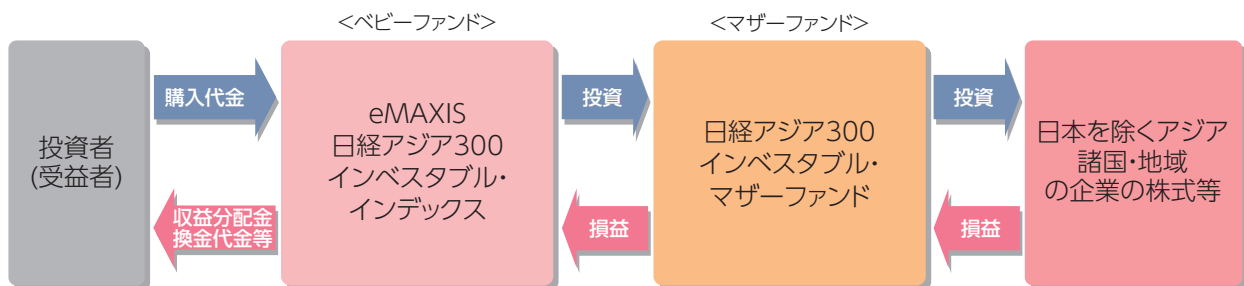 <ベビーファンド>
<マザーファンド>
投資者
(受益者)
購入代金
収益分配金
換金代金等
eMAXIS
日経アジア300
インベスタブル・
インデックス
投資
損益
日経アジア300
インベスタブル・
マザーファンド
投資
損益
日本を除くアジア
諸国・地域
の企業の株式等